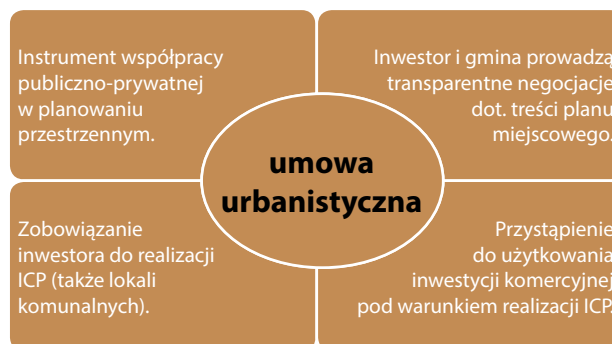 Instrument współpracy
publiczno-prywatnej
w planowaniu
przestrzennym.
Inwestor i gmina prowadzą
transparentne negocjacje
dot. treści planu
miejscowego.
umowa
urbanistyczna
Zobowiązanie
inwestora do realizacji
ICP (także lokali
komunalnych).
Przystąpienie
do użytkowania
inwestycji komercyjnej
pod warunkiem realizacji ICP.